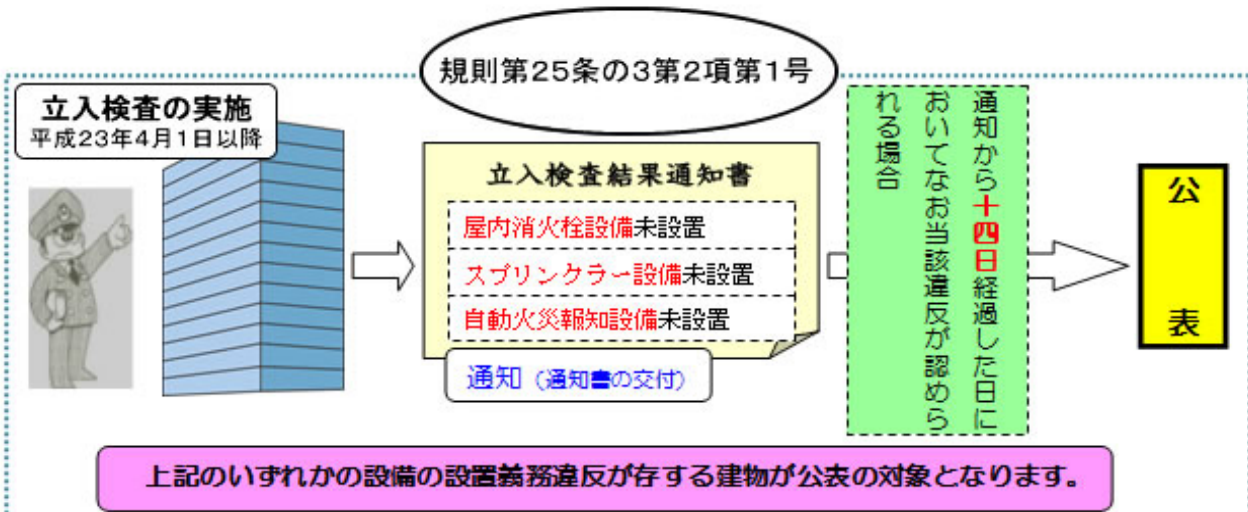 規則第25条の3第2項第1号
立入検査の実施
平成23年4月1日以降
立入検査結果通知書
屋内消火栓設備未設置
スプリンクラー設備未設置
自動火災報知設備未設置
通知（通知書の交付）
通知から十四日経過した日に
おいてなお当該違反が認めら
れる場合
公表
上記のいずれかの設備の設置義務違反が存する建物が公表の対象となります。